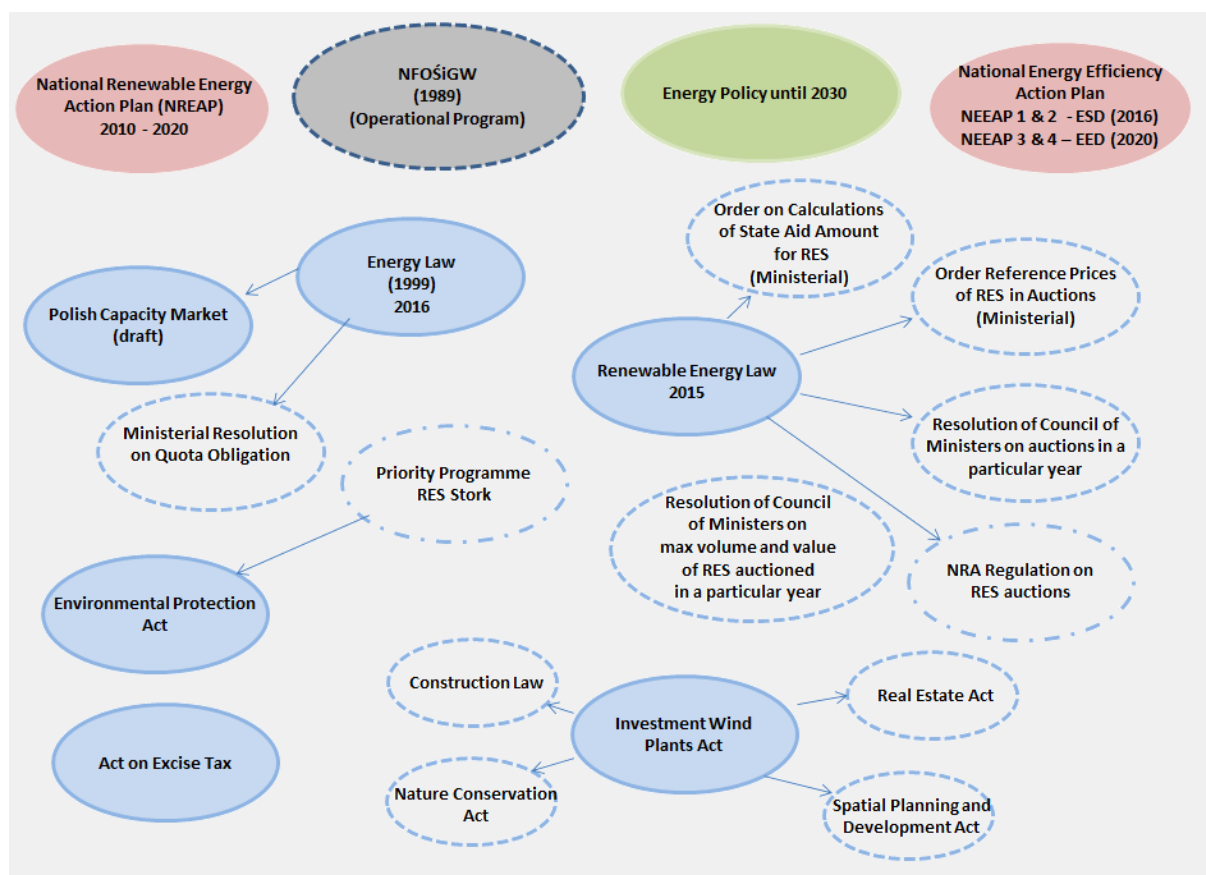 National Renewable Energy
Action Plan (NREAP)
2010 - 2020
NFOŚiGW
(1989)
(Operational Program)
Energy Policy until 2030
National Energy Efficiency
Action Plan
NEEAP 1 & 2 - ESD (2016)
NEEAP 3 & 4 – EED (2020)
Order on Calculations
of State Aid Amount
for RES
(Ministerial)
Energy Law
(1999)
2016
Order Reference Prices
of RES in Auctions
(Ministerial)
Polish Capacity Market
(draft)
Renewable Energy Law
2015
Ministerial Resolution
on Quota Obligation
Resolution of Council of
Ministers on auctions in a
particular year
Priority Programme
RES Stork
Resolution of Council
of Ministers on
max volume and value
of RES auctioned
in a particular year
NRA Regulation on
RES auctions
Environmental Protection
Act
Construction Law
Real Estate Act
Investment Wind
Plants Act
Act on Excise Tax
Nature Conservation
Act
Spatial Planning and
Development Act